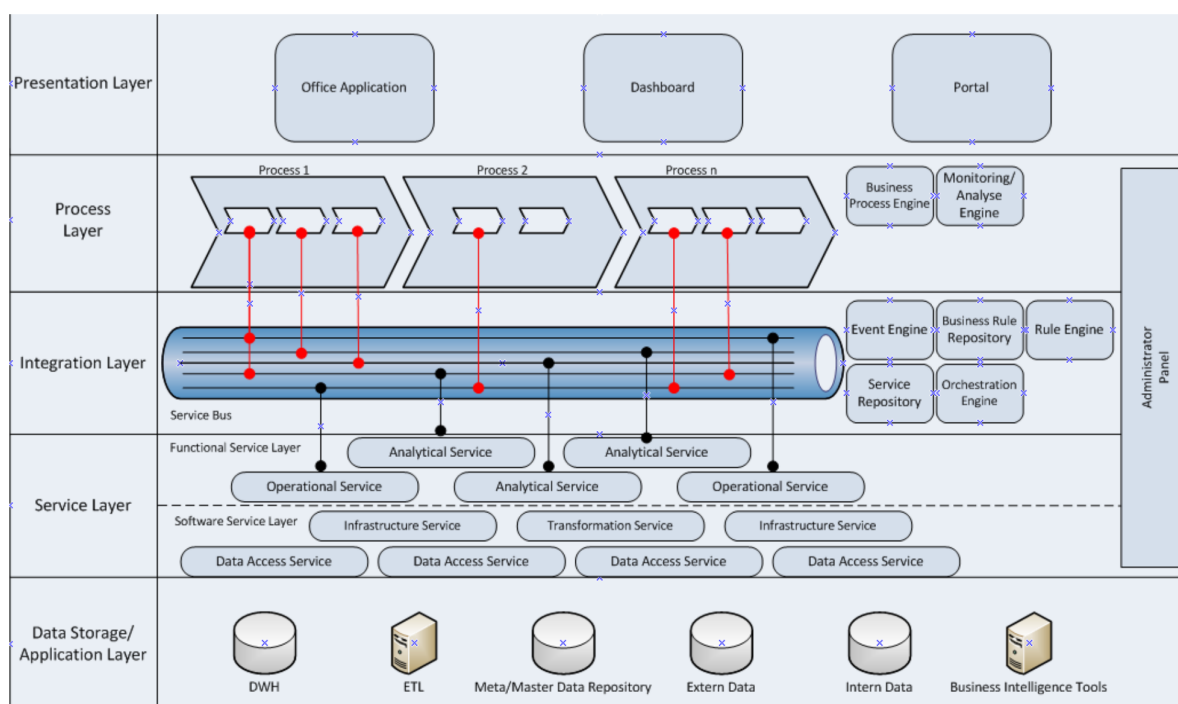 Presentation Layer
Office Application
Dashboard
Portal
Process
Layer
Process 1
Process 2
Process n
Business
Process Engine
Monitoring/
Analyse
Engine
Integration Layer
Service Bus
Event Engine
Business Rule
Repository
Rule Engine
Service
Repository
Orchestration
Engine
Administrator
Panel
Service Layer
Functional Service Layer
Analytical Service
Analytical Service
Operational Service
Analytical Service
Operational Service
Software Service Layer
Infrastructure Service
Transformation Service
Infrastructure Service
Data Access Service
Data Access Service
Data Access Service
Data Access Service
Data Storage/
Application Layer
DWH
ETL
Meta/Master Data Repository
Extern Data
Intern Data
Business Intelligence Tools